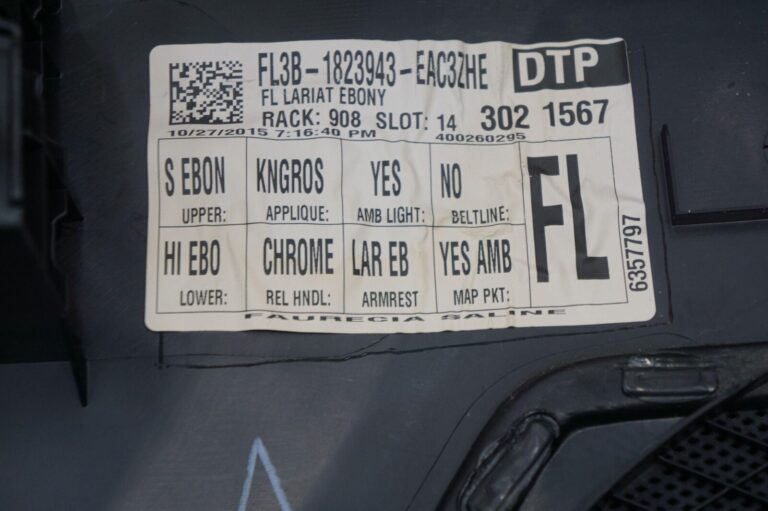 FL3B-1823943-EAC3ZHE DTP
FL LARIAT EBONY
RACK: 908 SLOT: 14 302 1567
10/27/2015 7:16:40 PM 400260295
S EBON KNGROS YES NO
UPPER: APPLIQUE: AMB LIGHT: BELTLINE:
FL
HI EBO CHROME LAR EB YES AMB
LOWER: REL HNDL: ARMREST MAP PKT:
6357797
FAURECIA SALINE